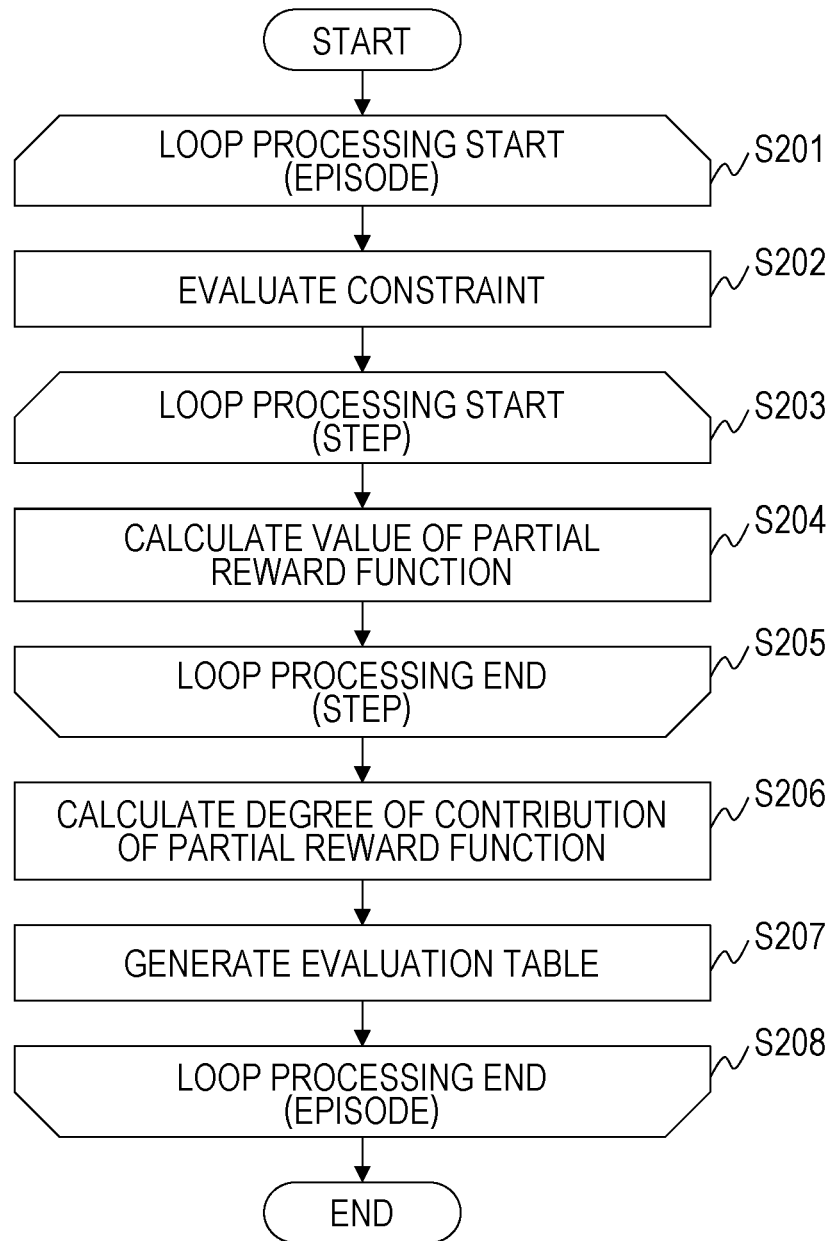 START
LOOP PROCESSING START
(EPISODE)
S201
EVALUATE CONSTRAINT
S202
LOOP PROCESSING START
(STEP)
S203
CALCULATE VALUE OF PARTIAL
REWARD FUNCTION
S204
LOOP PROCESSING END
(STEP)
S205
CALCULATE DEGREE OF CONTRIBUTION
OF PARTIAL REWARD FUNCTION
S206
GENERATE EVALUATION TABLE
S207
LOOP PROCESSING END
(EPISODE)
S208
END